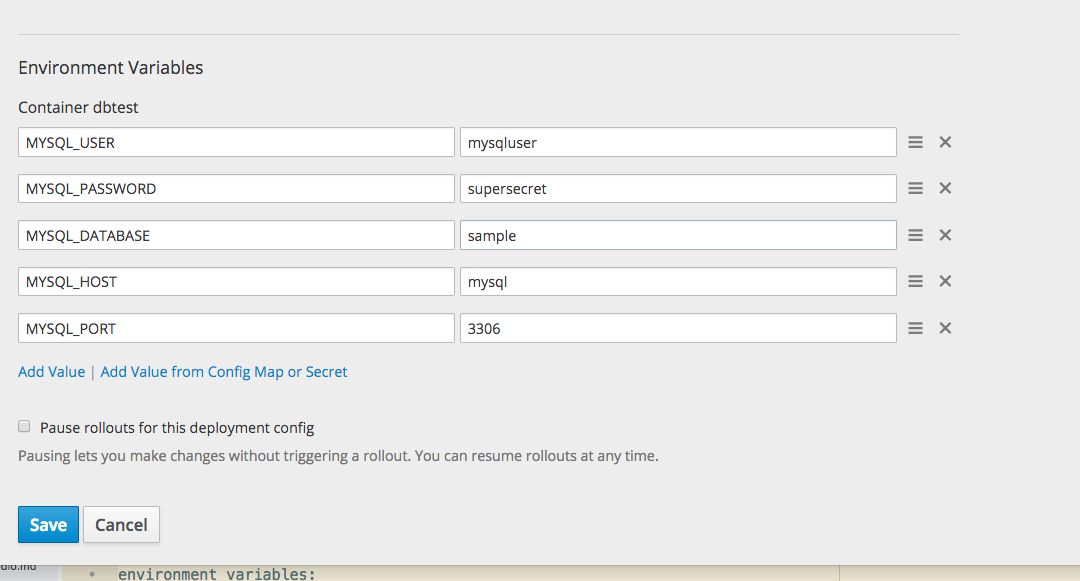 Environment Variables
Container dbtest
MYSQL_USER mysqluser
MYSQL_PASSWORD supersecret
MYSQL_DATABASE sample
MYSQL_HOST mysql
MYSQL_PORT 3306
Add Value | Add Value from Config Map or Secret
Pause rollouts for this deployment config
Pausing lets you make changes without triggering a rollout. You can resume rollouts at any time.
Save Cancel
dio.md • environment variables: